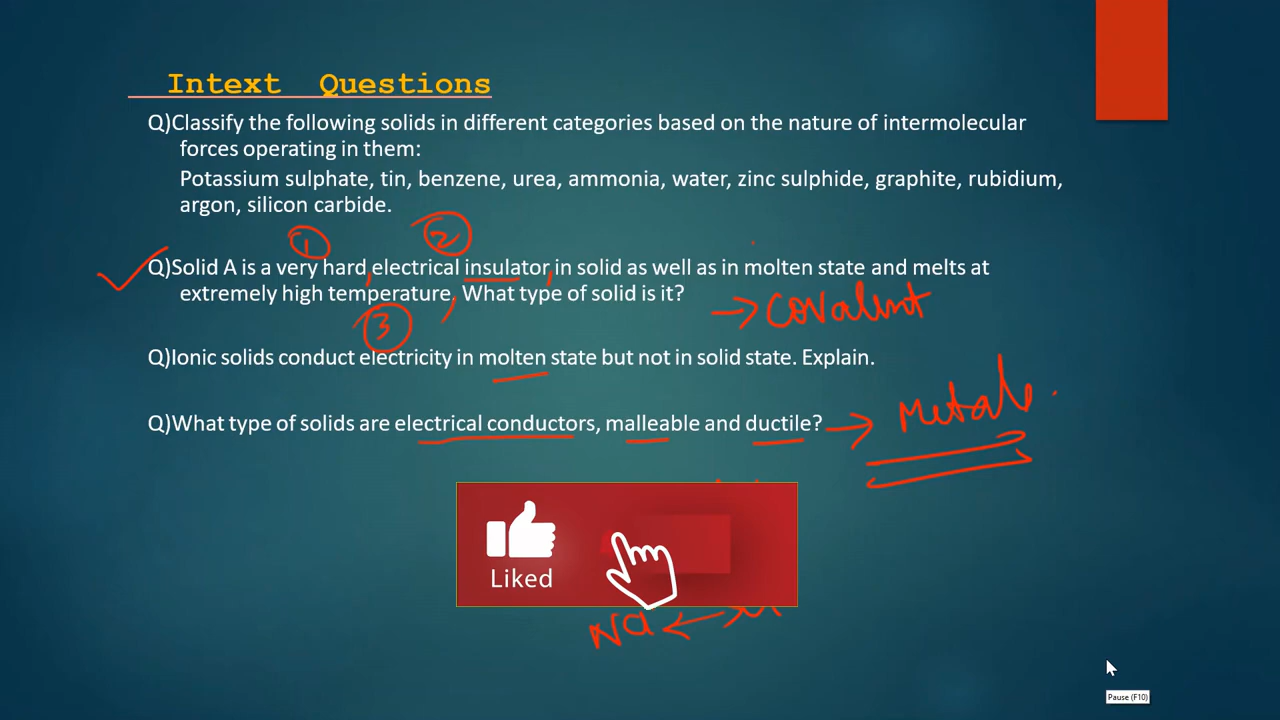 Intext Questions
Q)Classify the following solids in different categories based on the nature of intermolecular
forces operating in them:
Potassium sulphate, tin, benzene, urea, ammonia, water, zinc sulphide, graphite, rubidium,
argon, silicon carbide.
1 2
Q)Solid A is a very hard, electrical insulator in solid as well as in molten state and melts at
extremely high temperature. What type of solid is it?
→ Covalent
3
Q)Ionic solids conduct electricity in molten state but not in solid state. Explain.
Q)What type of solids are electrical conductors, malleable and ductile? → Metals.
Liked
Na
Pause (F10)